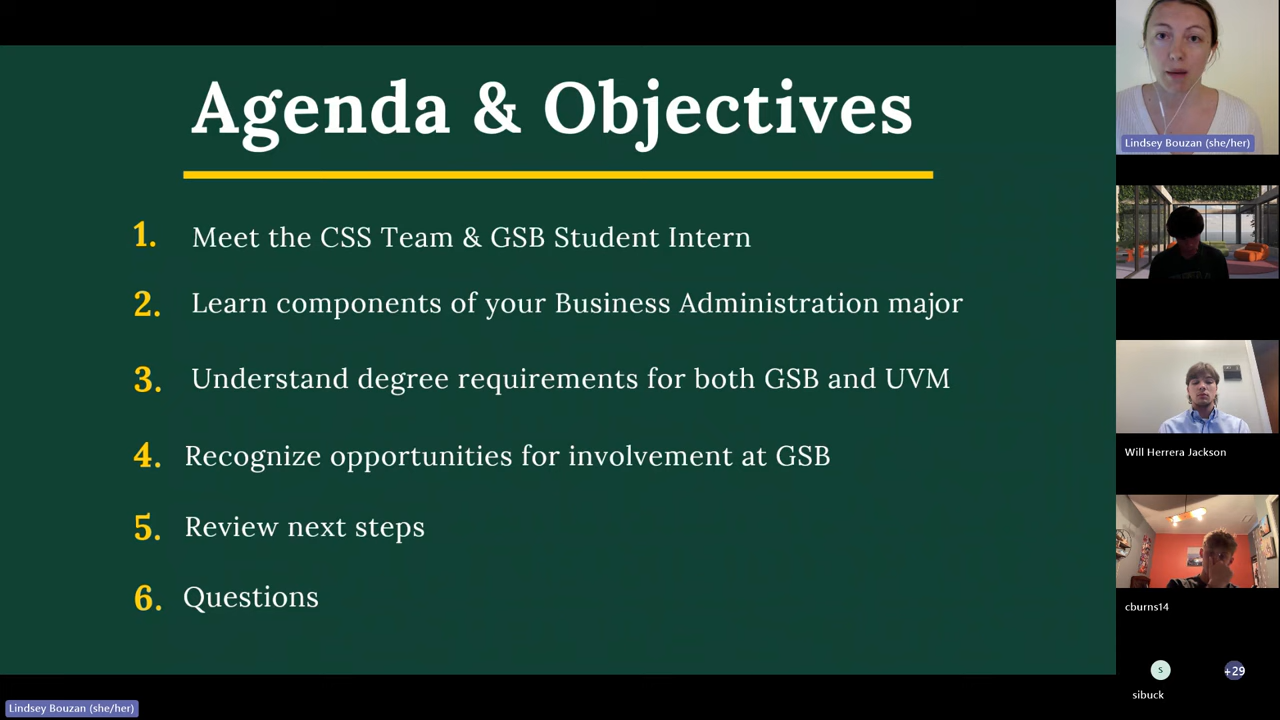 Agenda & Objectives
1. Meet the CSS Team & GSB Student Intern
2. Learn components of your Business Administration major
3. Understand degree requirements for both GSB and UVM
4. Recognize opportunities for involvement at GSB
5. Review next steps
6. Questions
Lindsey Bouzan (she/her)
Lindsey Bouzan (she/her)
Will Herrera Jackson
cburns14
S
+29
sibuck